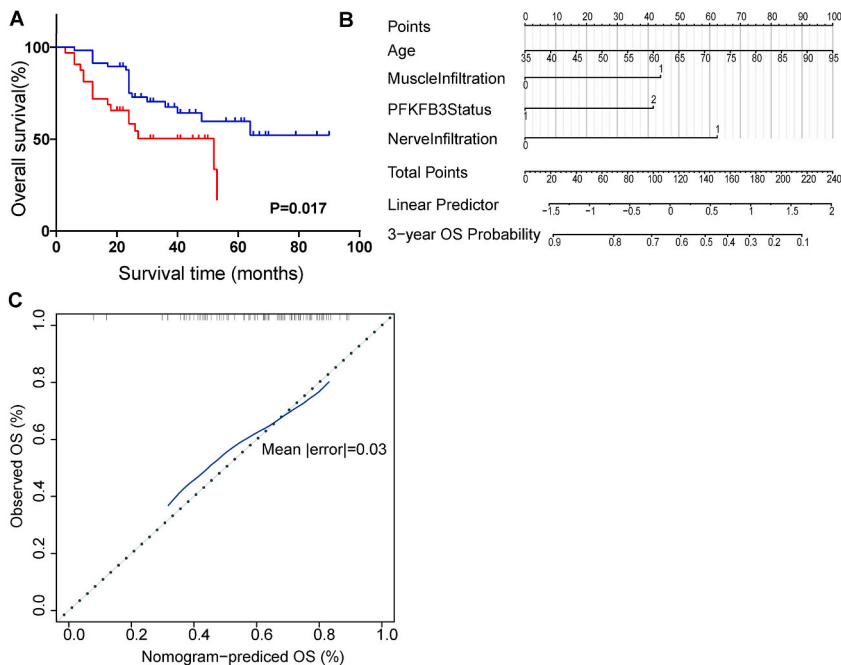 A
Overall survival(%)
100
50
0
0 20 40 60 80 100
P=0.017
Survival time (months)
B
Points
0 10 20 30 40 50 60 70 80 90 100
Age
35 40 45 50 55 60 65 70 75 80 85 90 95
MuscleInfiltration
0 1
PFKFB3Status
1 2
NerveInfiltration
0 1
Total Points
0 20 40 60 80 100 120 140 160 180 200 220 240
Linear Predictor
−1.5 −1 −0.5 0 0.5 1 1.5 2
3−year OS Probability
0.9 0.8 0.7 0.6 0.5 0.4 0.3 0.2 0.1
C
Observed OS (%)
1.0
0.8
0.6
0.4
0.2
0.0
Mean |error|=0.03
0.0 0.2 0.4 0.6 0.8 1.0
Nomogram−prediced OS (%)